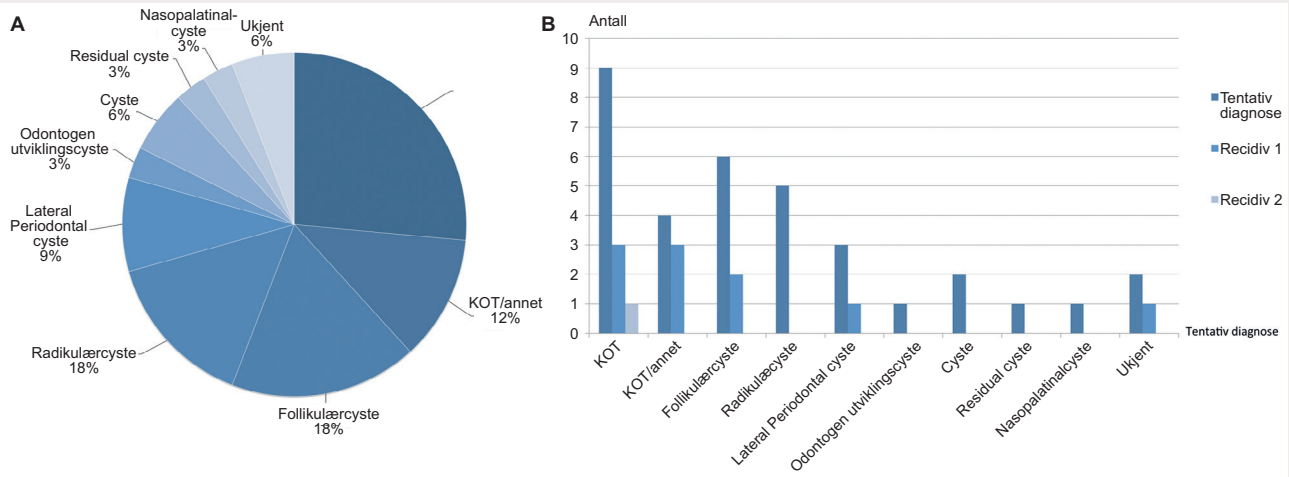 A
Nasopalatinal-
cyste
3%
Ukjent
6%
Residual cyste
3%
Cyste
6%
Odontogen
utviklingscyste
3%
Lateral
Periodontal
cyste
9%
KOT/annet
12%
Radikulærcyste
18%
Follikulærcyste
18%
B
Antall
10
9
8
7
6
5
4
3
2
1
0
Tentativ diagnose
KOT
KOT/annet
Follikulærcyste
Radikulæcyste
Lateral Periodontal cyste
Odontogen utviklingscyste
Cyste
Residual cyste
Nasopalatinalcyste
Ukjent
Tentativ
diagnose
Recidiv 1
Recidiv 2